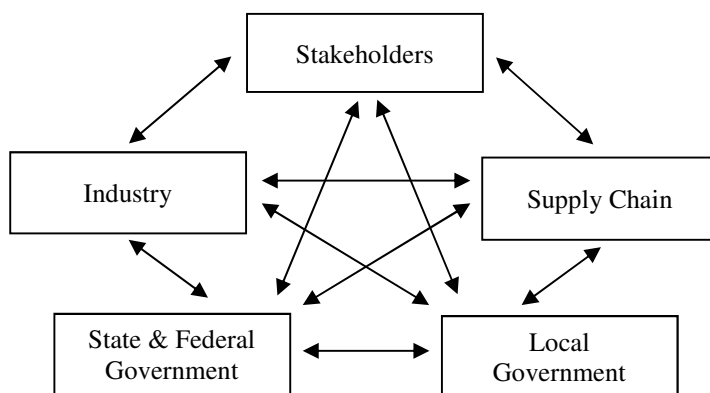 Stakeholders
Industry
Supply Chain
State & Federal
Government
Local
Government